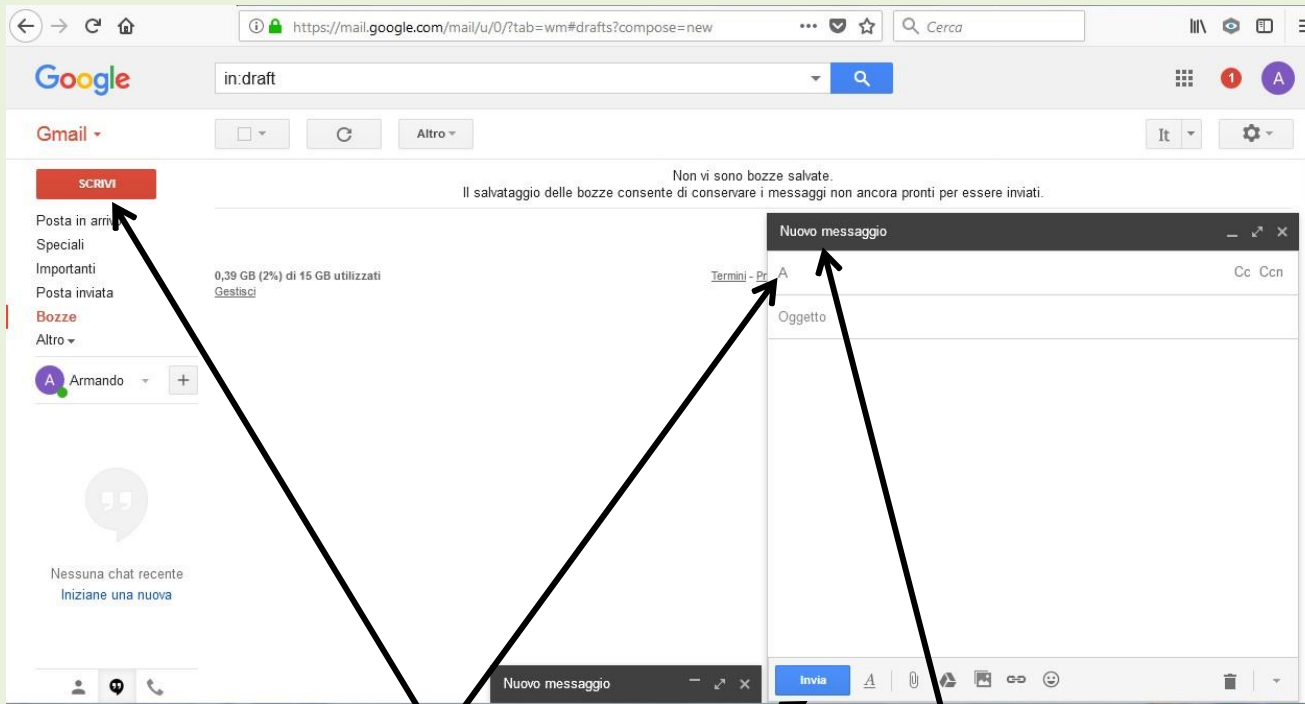 https://mail.google.com/mail/u/0/?tab=wm#drafts?compose=new
Cerca
Google
in:draft
1
A
Gmail
Altro
It
SCRIVI
Non vi sono bozze salvate.
Il salvataggio delle bozze consente di conservare i messaggi non ancora pronti per essere inviati.
Posta in arrivo
Speciali
Importanti
Posta inviata
Bozze
Altro
0,39 GB (2%) di 15 GB utilizzati
Gestisci
Termini - Pr
Nuovo messaggio
A
Cc Ccn
Oggetto
A Armando
Nessuna chat recente
Iniziane una nuova
Nuovo messaggio
Invia A